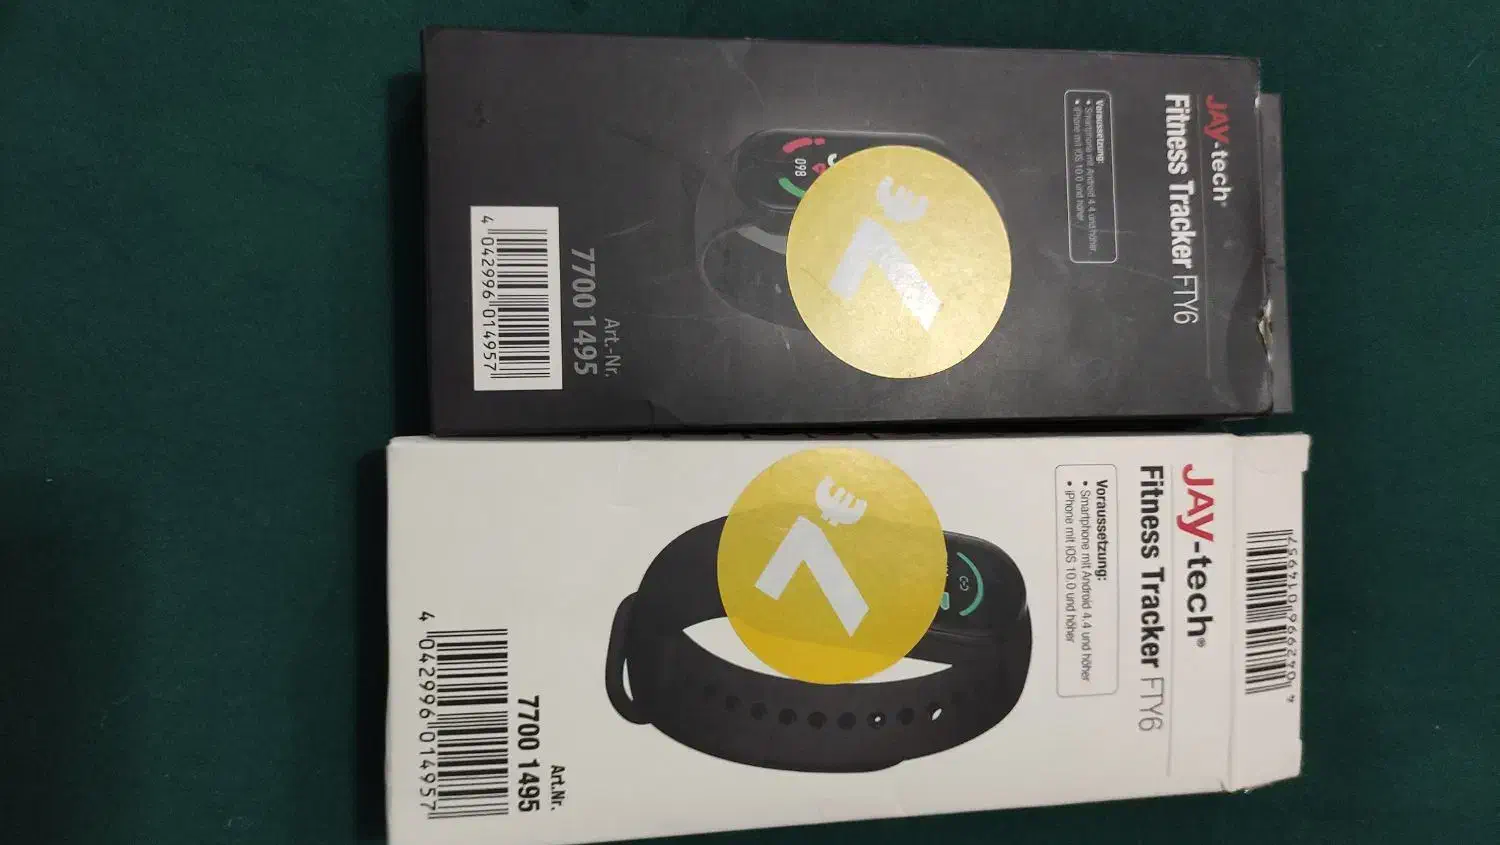 JAY-tech®
Fitness Tracker FTY6
Voraussetzung:
• Smartphone mit Android 4.4 und höher
• iPhone mit iOS 10.0 und höher
098
7€
Art.-Nr.
7700 1495
4 042996 014957
JAY-tech®
Fitness Tracker FTY6
Voraussetzung:
• Smartphone mit Android 4.4 und höher
• iPhone mit iOS 10.0 und höher
7€
Art.Nr.
7700 1495
4 042996 014957
4 042996 014957